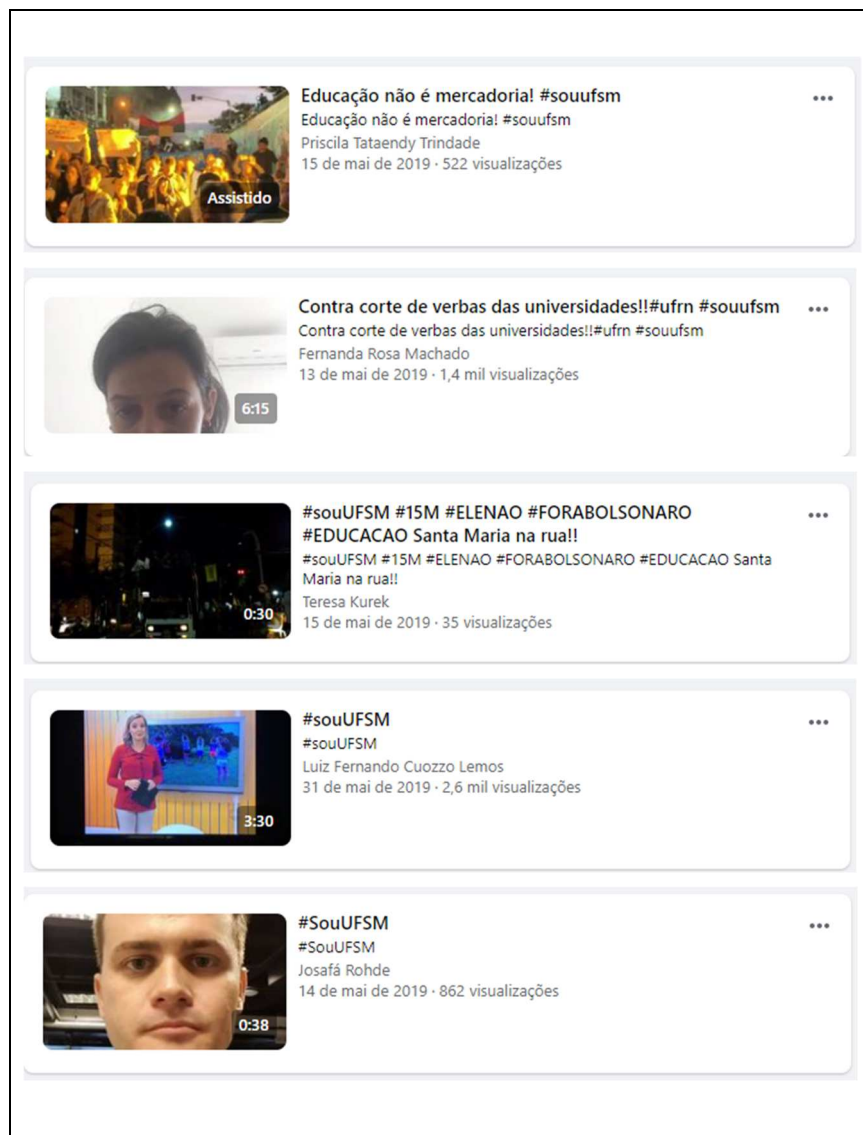 Educação não é mercadoria! #souufsm
Educação não é mercadoria! #souufsm
Priscila Tataendy Trindade
15 de mai de 2019 · 522 visualizações
Assistido
Contra corte de verbas das universidades!!#ufrn #souufsm
Contra corte de verbas das universidades!!#ufrn #souufsm
Fernanda Rosa Machado
13 de mai de 2019 · 1,4 mil visualizações
6:15
#souUFSM #15M #ELENAO #FORABOLSONARO
#EDUCACAO Santa Maria na rua!!
#souUFSM #15M #ELENAO #FORABOLSONARO #EDUCACAO Santa
Maria na rua!!
Teresa Kurek
15 de mai de 2019 · 35 visualizações
0:30
#souUFSM
#souUFSM
Luiz Fernando Cuozzo Lemos
31 de mai de 2019 · 2,6 mil visualizações
3:30
#SouUFSM
#SouUFSM
Josafá Rohde
14 de mai de 2019 · 862 visualizações
0:38